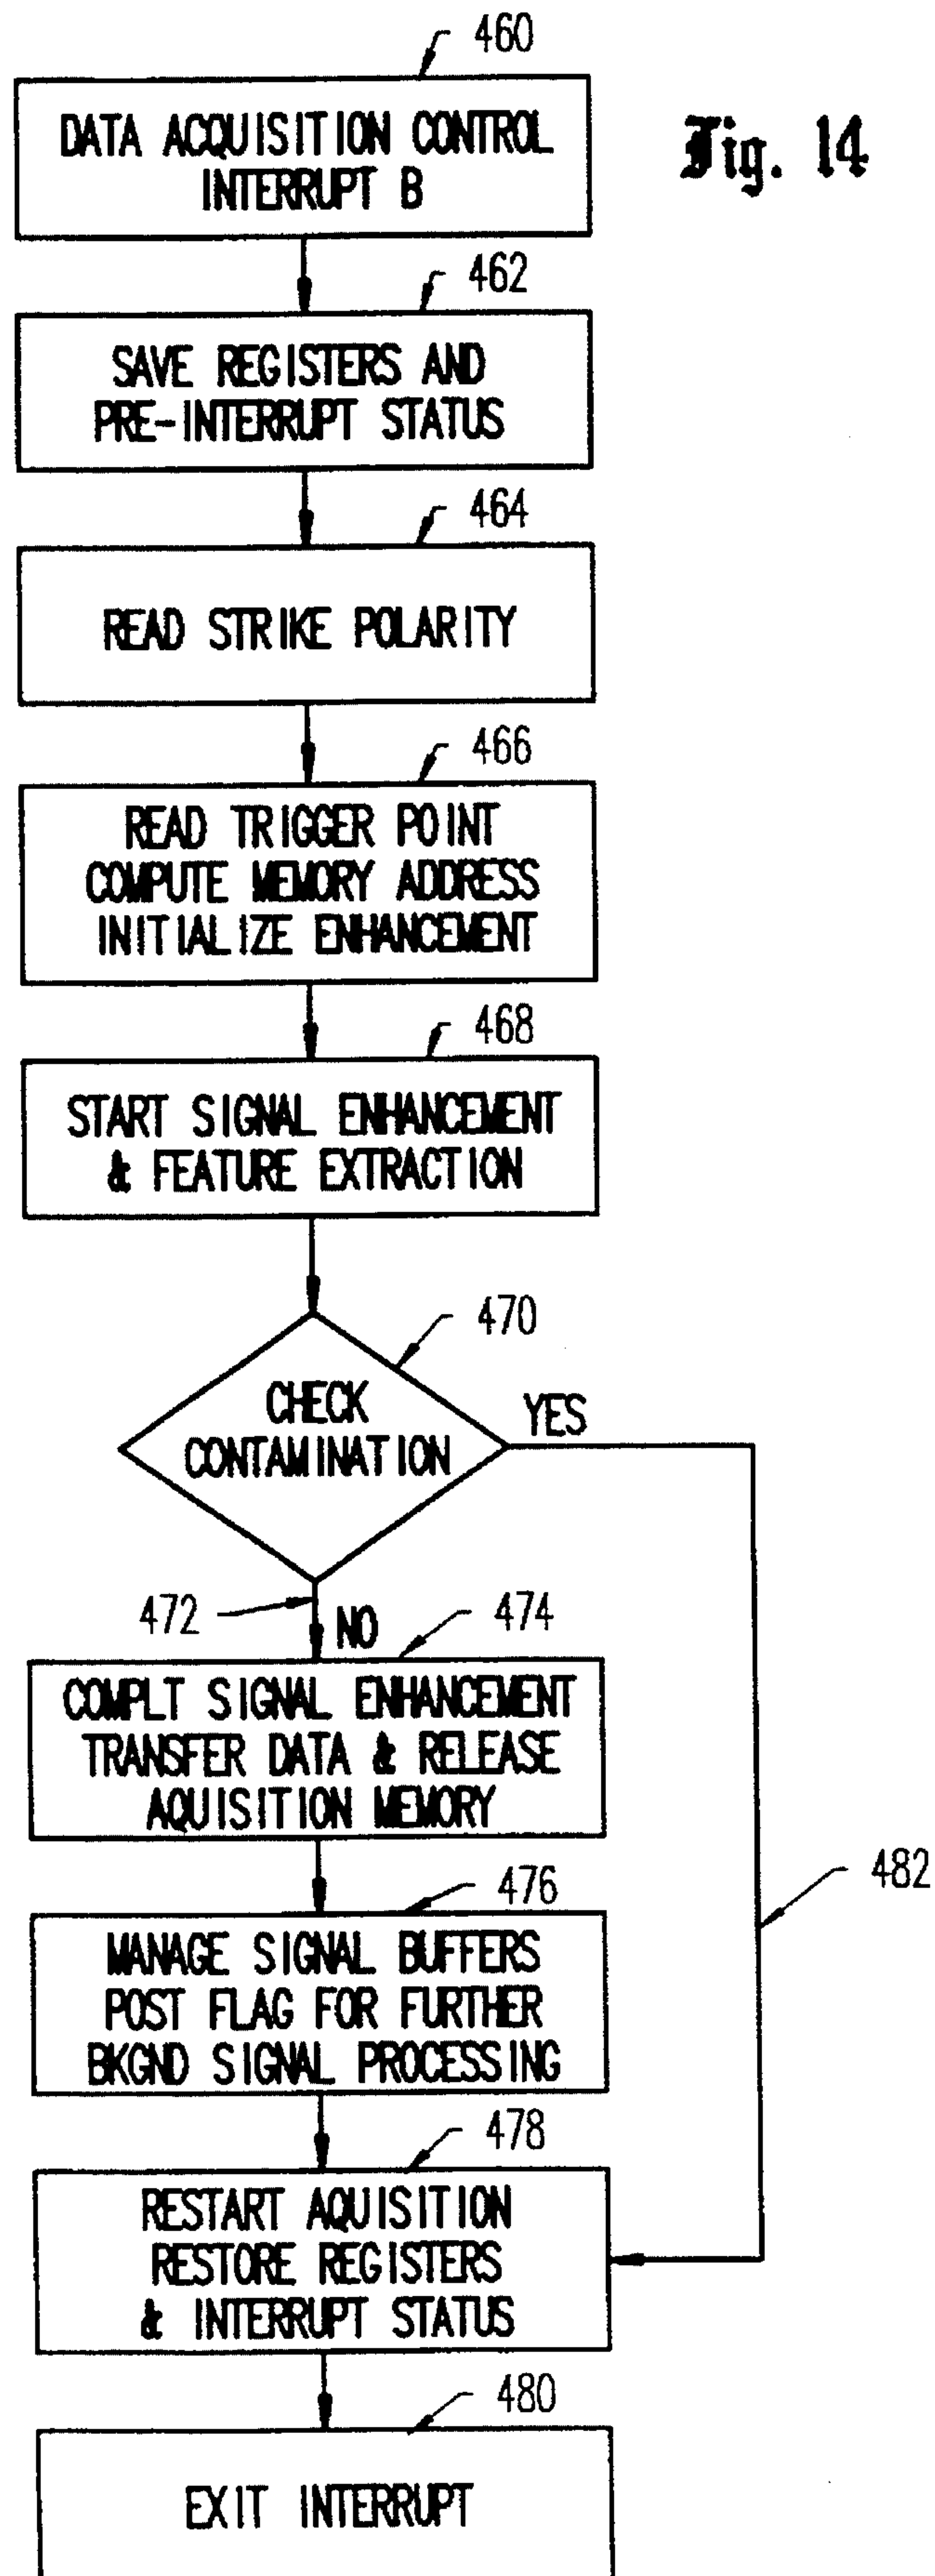 460
DATA ACQUISITION CONTROL
INTERRUPT B
Fig. 14
462
SAVE REGISTERS AND
PRE-INTERRUPT STATUS
464
READ STRIKE POLARITY
466
READ TRIGGER POINT
COMPUTE MEMORY ADDRESS
INITIALIZE ENHANCEMENT
468
START SIGNAL ENHANCEMENT
& FEATURE EXTRACTION
470
CHECK
CONTAMINATION
YES
472
NO
474
COMPLT SIGNAL ENHANCEMENT
TRANSFER DATA & RELEASE
AQUISITION MEMORY
482
476
MANAGE SIGNAL BUFFERS
POST FLAG FOR FURTHER
BKGND SIGNAL PROCESSING
478
RESTART AQUISITION
RESTORE REGISTERS
& INTERRUPT STATUS
480
EXIT INTERRUPT